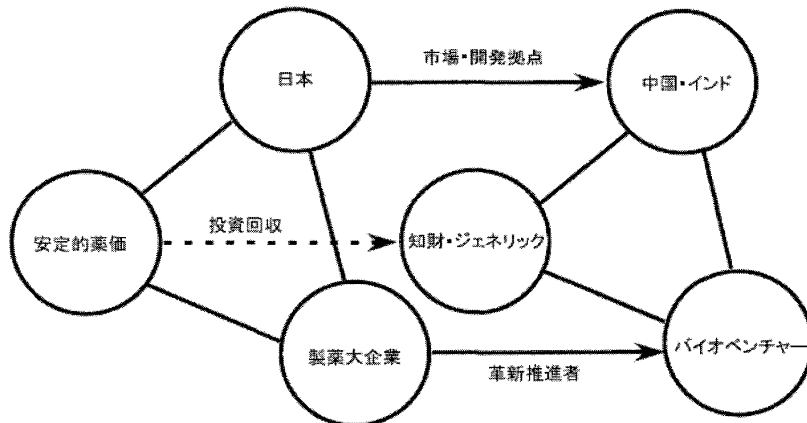 日本
市場・開発拠点
中国・インド
安定的薬価
投資回収
知財・ジェネリック
製薬大企業
革新推進者
バイオベンチャー